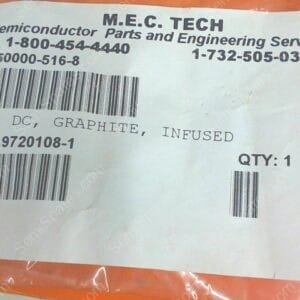 M.E.C. TECH
emiconductor Parts and Engineering Serv
1-800-454-4440
1-732-505-03
50000-516-8
DC, GRAPHITE, INFUSED
9720108-1
QTY: 1